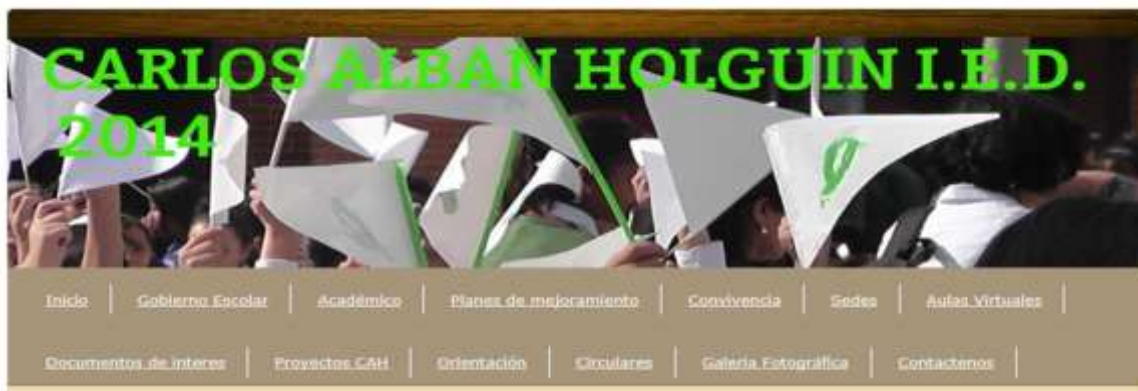 CARLOS ALBAN HOLGUIN I.E.D.
2014
Inicio Gobierno Escolar Académico Planes de mejoramiento Convivencia Sedes Aulas Virtuales
Documentos de interes Proyectos CAH Orientación Circulares Galeria Fotográfica Contactenos